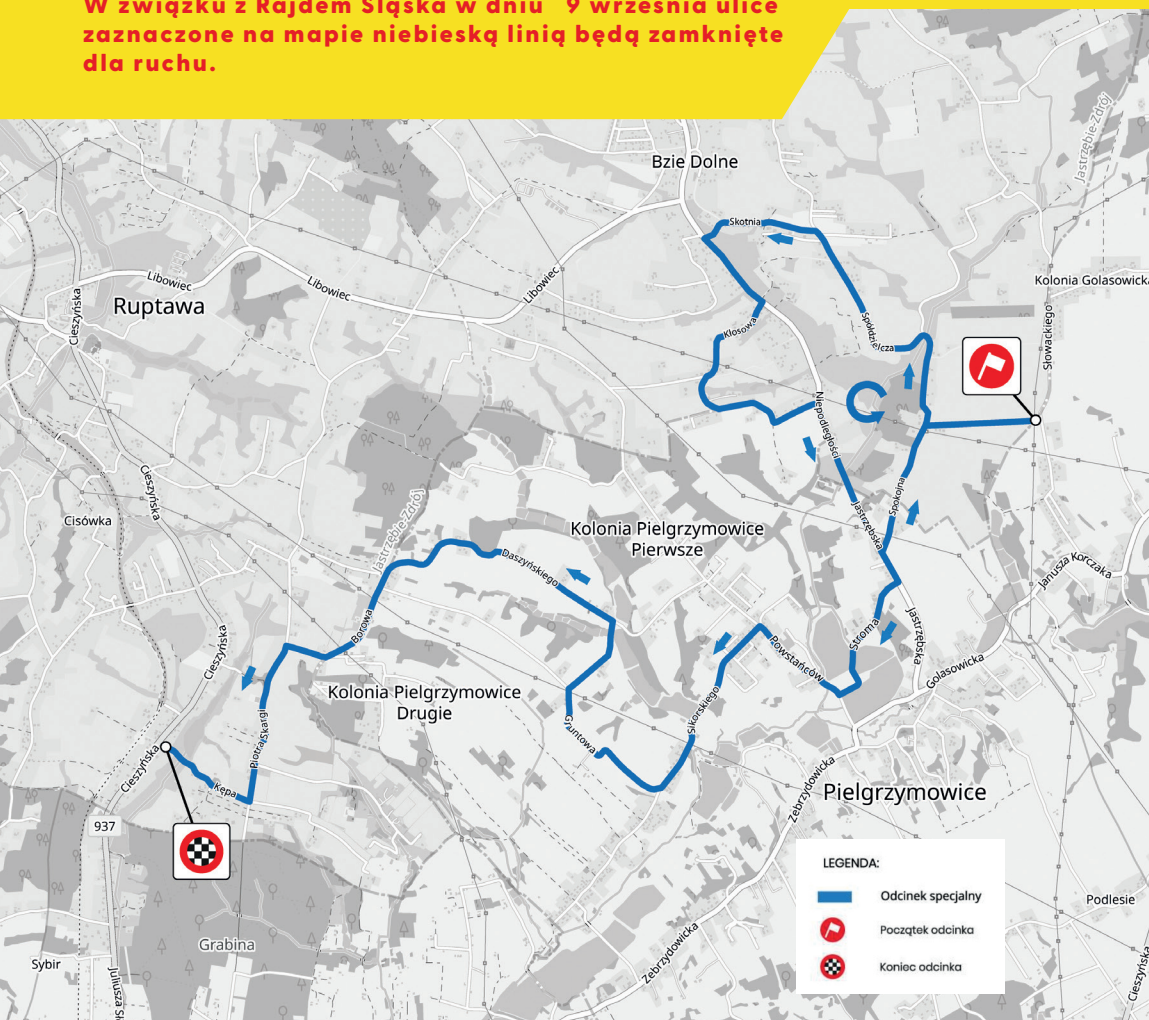 W związku z Rajdem Śląska w dniu 9 września ulice
zaznaczone na mapie niebieską linią będą zamknięte
dla ruchu.
Jastrzębie-Zdrój
Bzie Dolne
Skotnia
Kolonia Golasowicka
Libowiec
Libowiec
Libowiec
Cieszyńska
Ruptawa
Kłosowa
Spółdzielcza
Słowackiego
Niepodległości
Cieszyńska
Cisówka
Jastrzębie-Zdrój
Spokojna
Jastrzębska
Kolonia Pielgrzymowice
Pierwsze
Daszyńskiego
Janusza Korczaka
Borowa
Stroma
Jastrzębska
Cieszyńska
Powstańców
Golasowicka
Kolonia Pielgrzymowice
Drugie
Sikorskiego
Gruntowa
Piotra Skargi
Cieszyńska
Kępa
Zebrzydowicka
Pielgrzymowice
937
LEGENDA:
Odcinek specjalny
Początek odcinka
Koniec odcinka
Podlesie
Grabina
Sybir
Zebrzydowicka
Juliusza
Cieszyńska